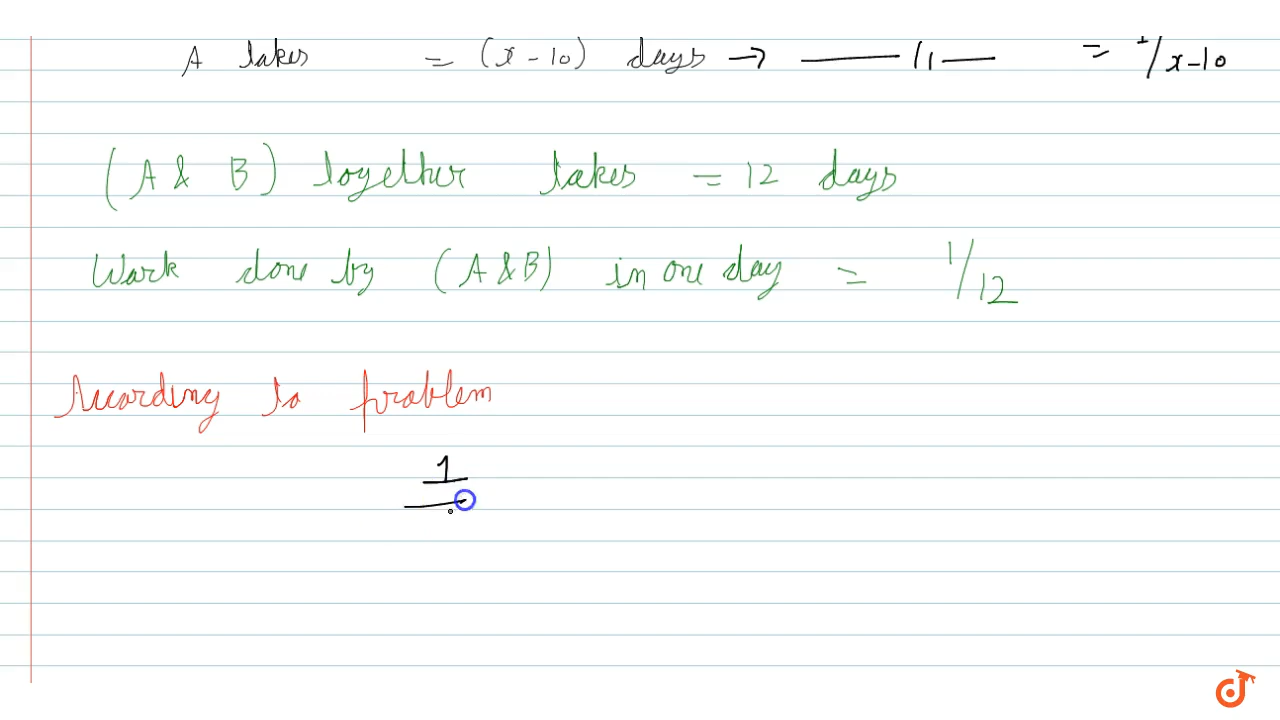 A takes = (x - 10) days → —— 11 —— = 1/x-10
(A & B) together takes = 12 days
Work done by (A & B) in one day = 1/12
According to problem
1